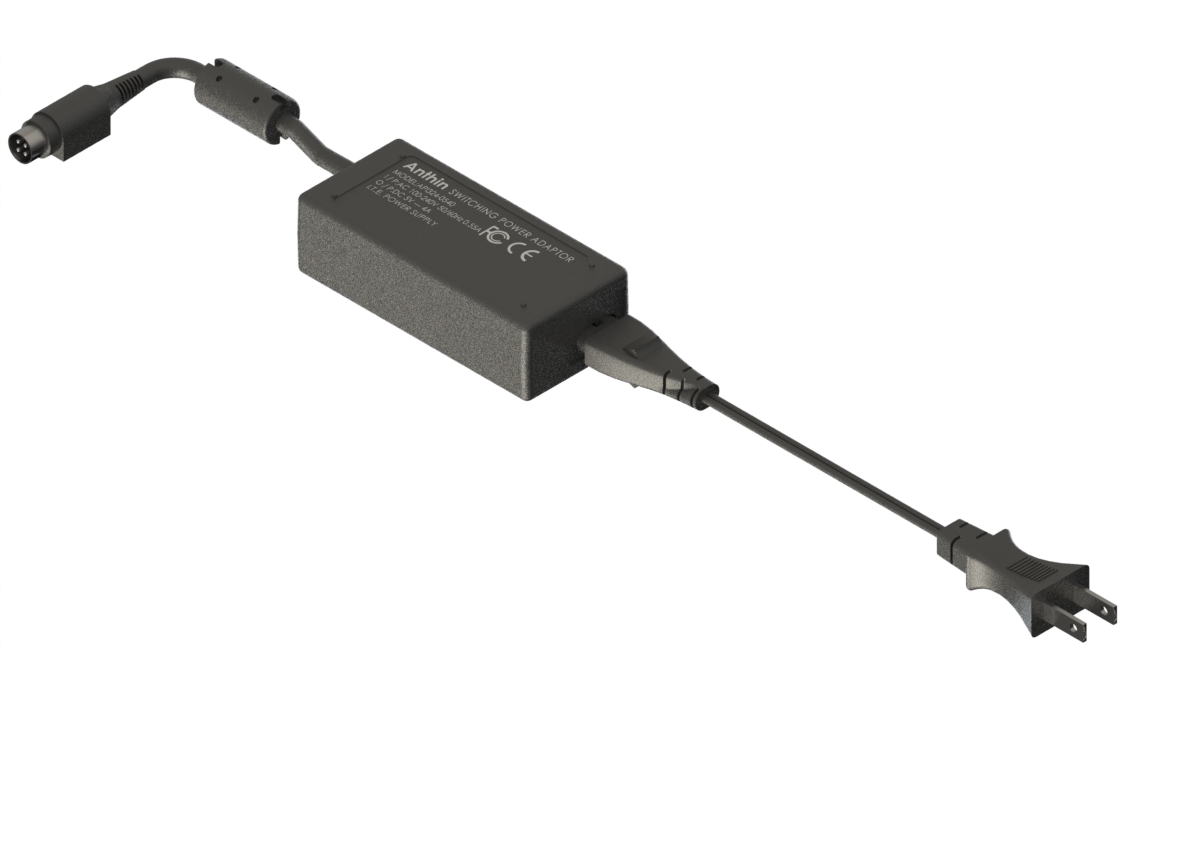 Anthin SWITCHING POWER ADAPTOR
MODEL:API324-0540
I/P:AC 100-240V 50/60Hz 0.55A
O/P:DC 5V — 4A
I.T.E. POWER SUPPLY
FC CE